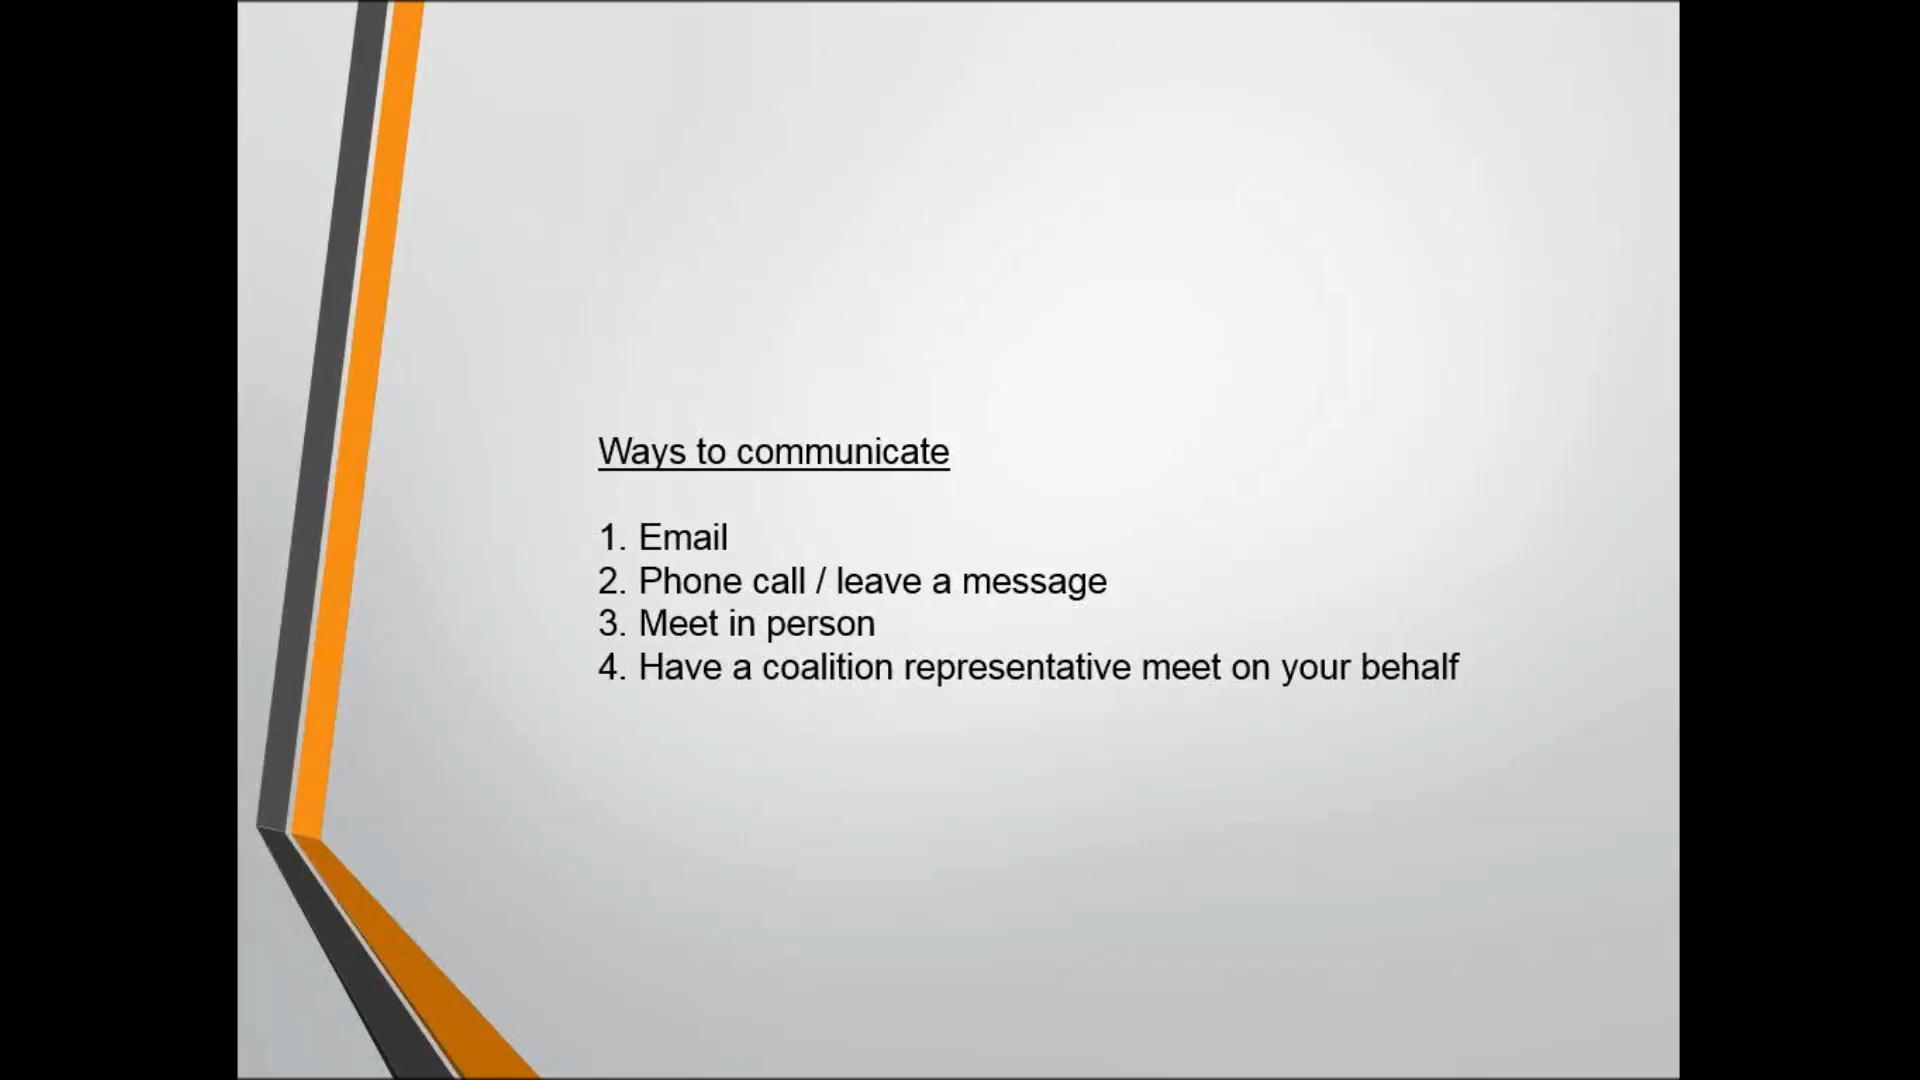 Ways to communicate
1. Email
2. Phone call / leave a message
3. Meet in person
4. Have a coalition representative meet on your behalf